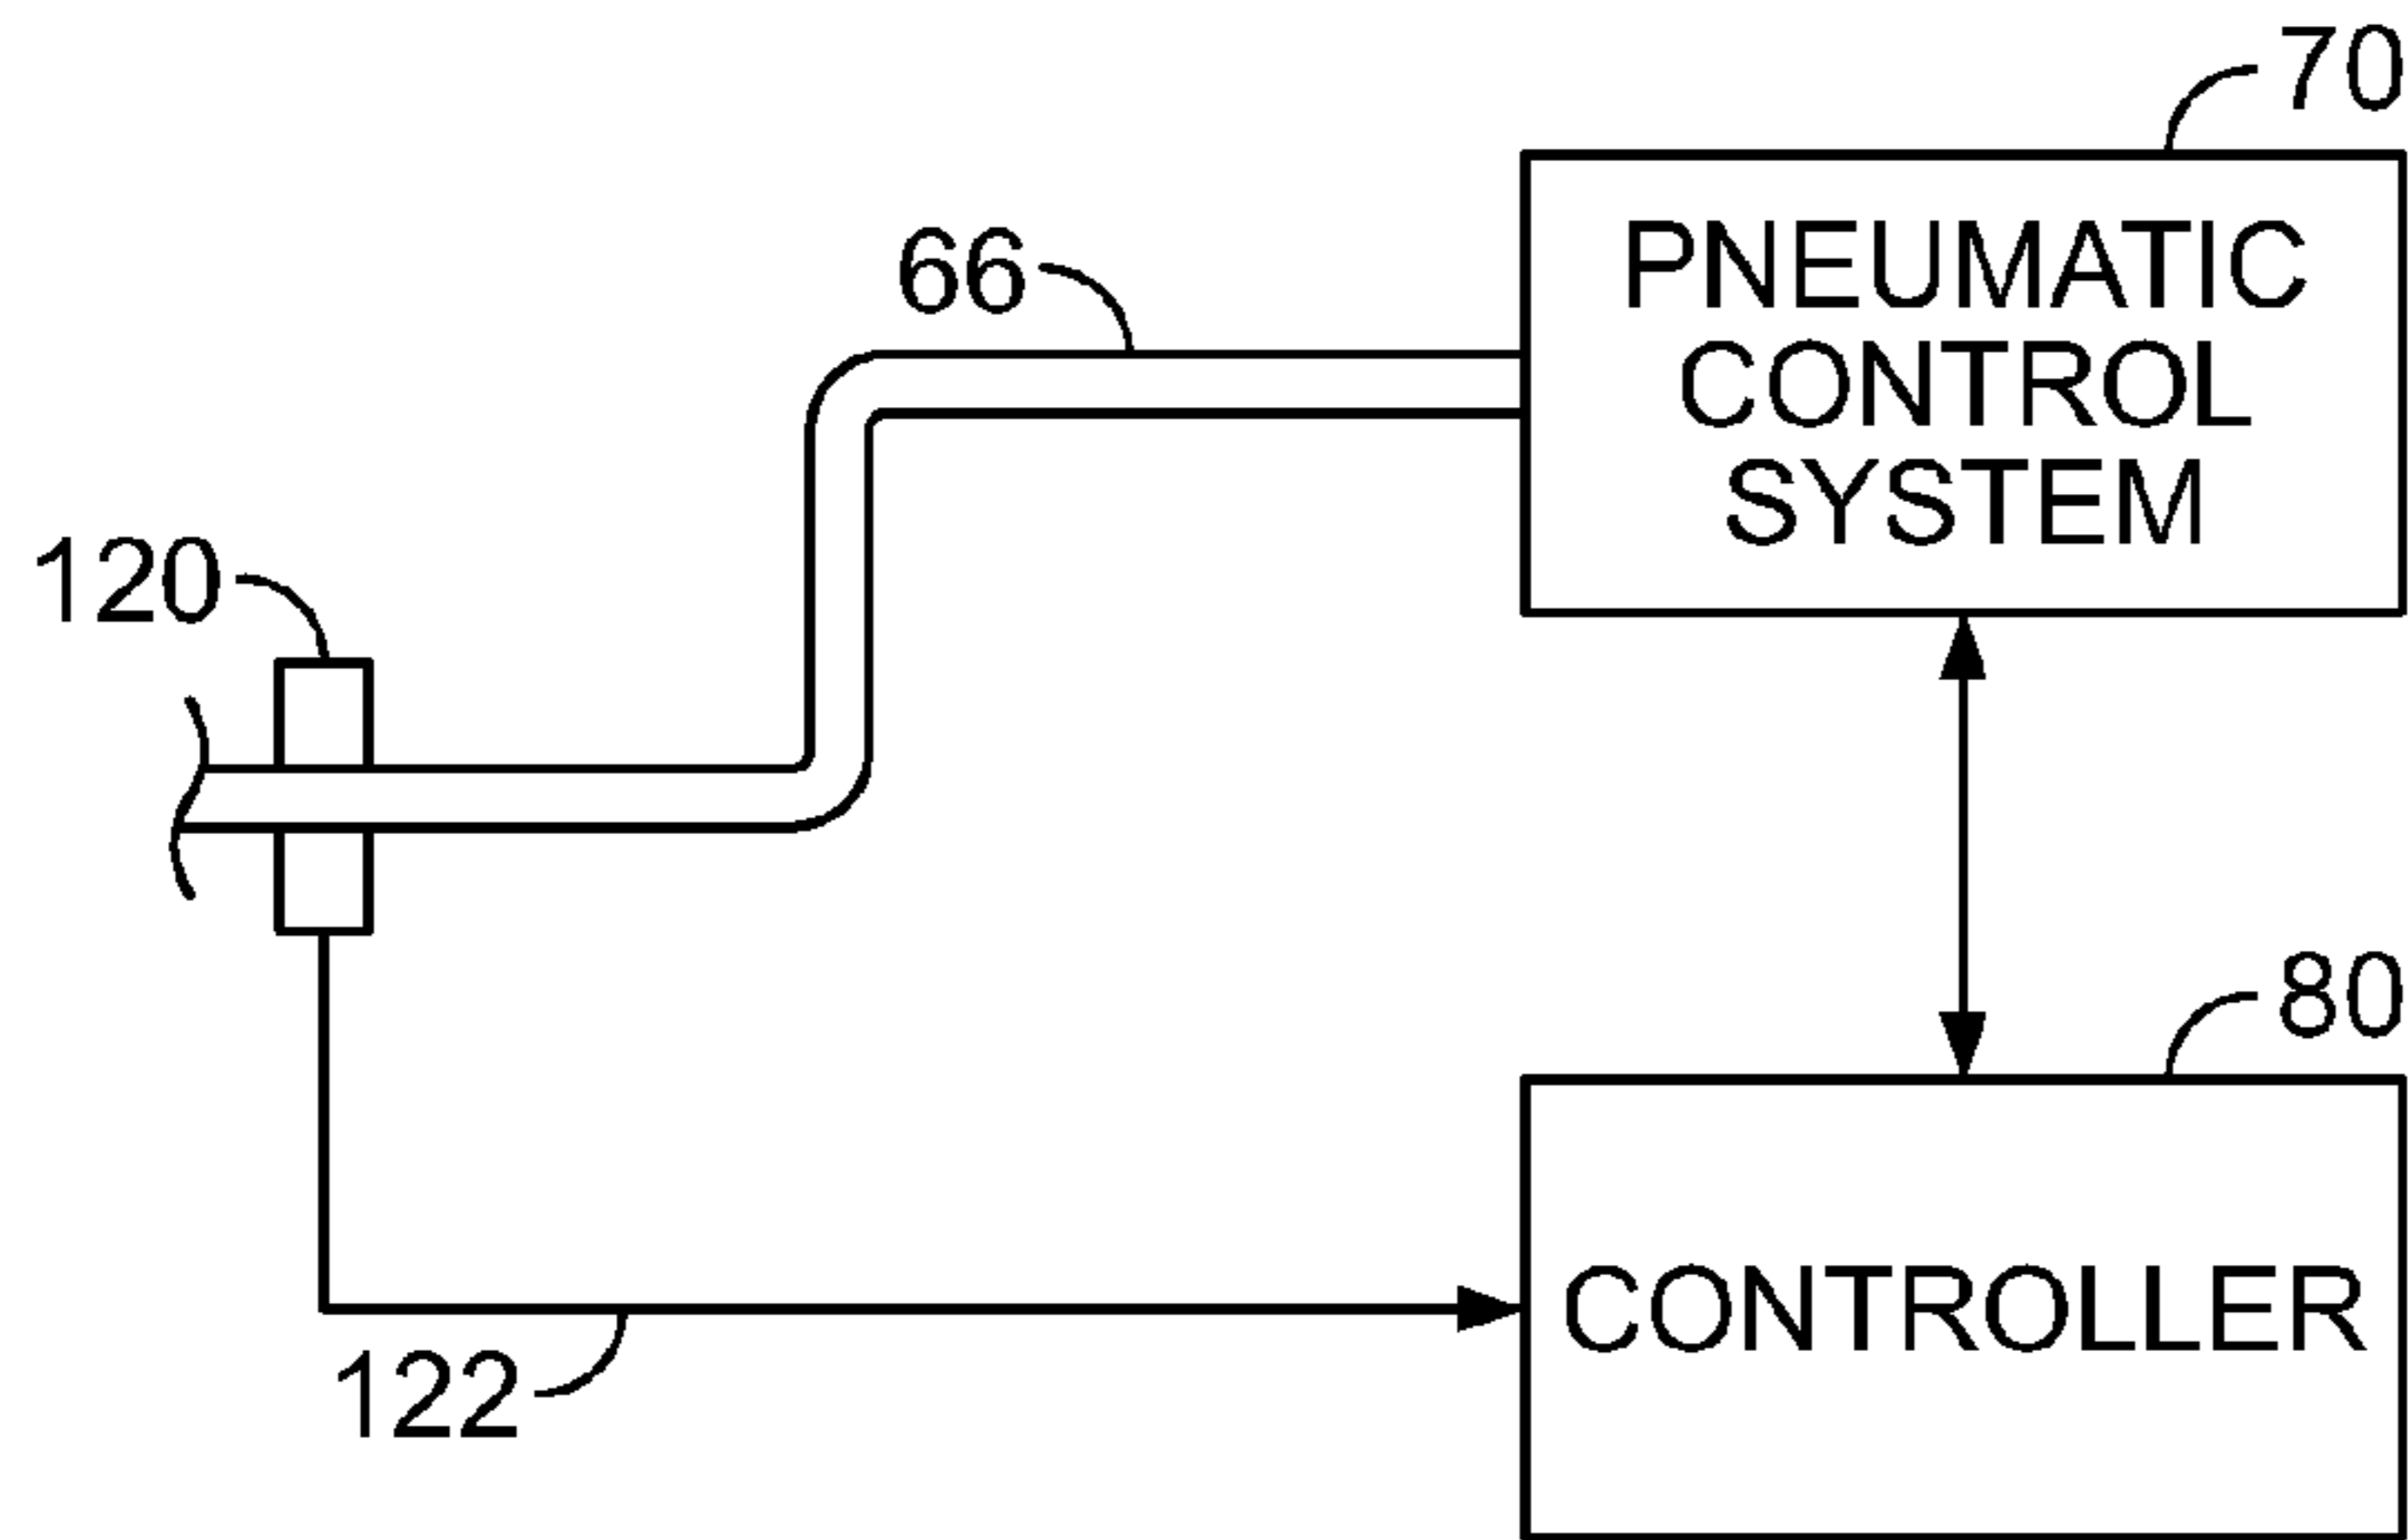 70
66
PNEUMATIC
CONTROL
SYSTEM
120
80
CONTROLLER
122